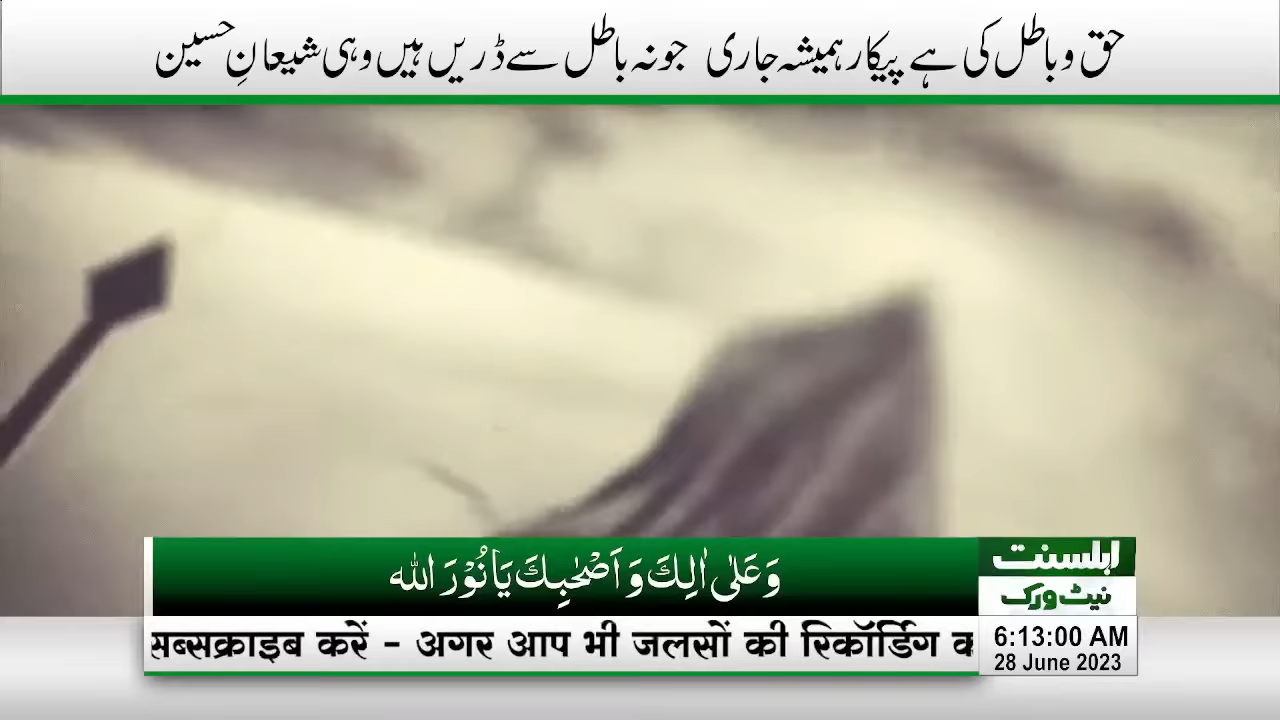 حق و باطل کی ہے پیکار ہمیشہ جاری جو نہ باطل سے ڈریں ہیں وہی شیعانِ حسین
وَعَلٰی اٰلِكَ وَ اَصْحٰبِكَ يَا نُوْرَ اللّٰه
اہلسنت
نیٹ ورک
सब्सक्राइब करें - अगर आप भी जलसों की रिकॉर्डिंग क
6:13:00 AM
28 June 2023